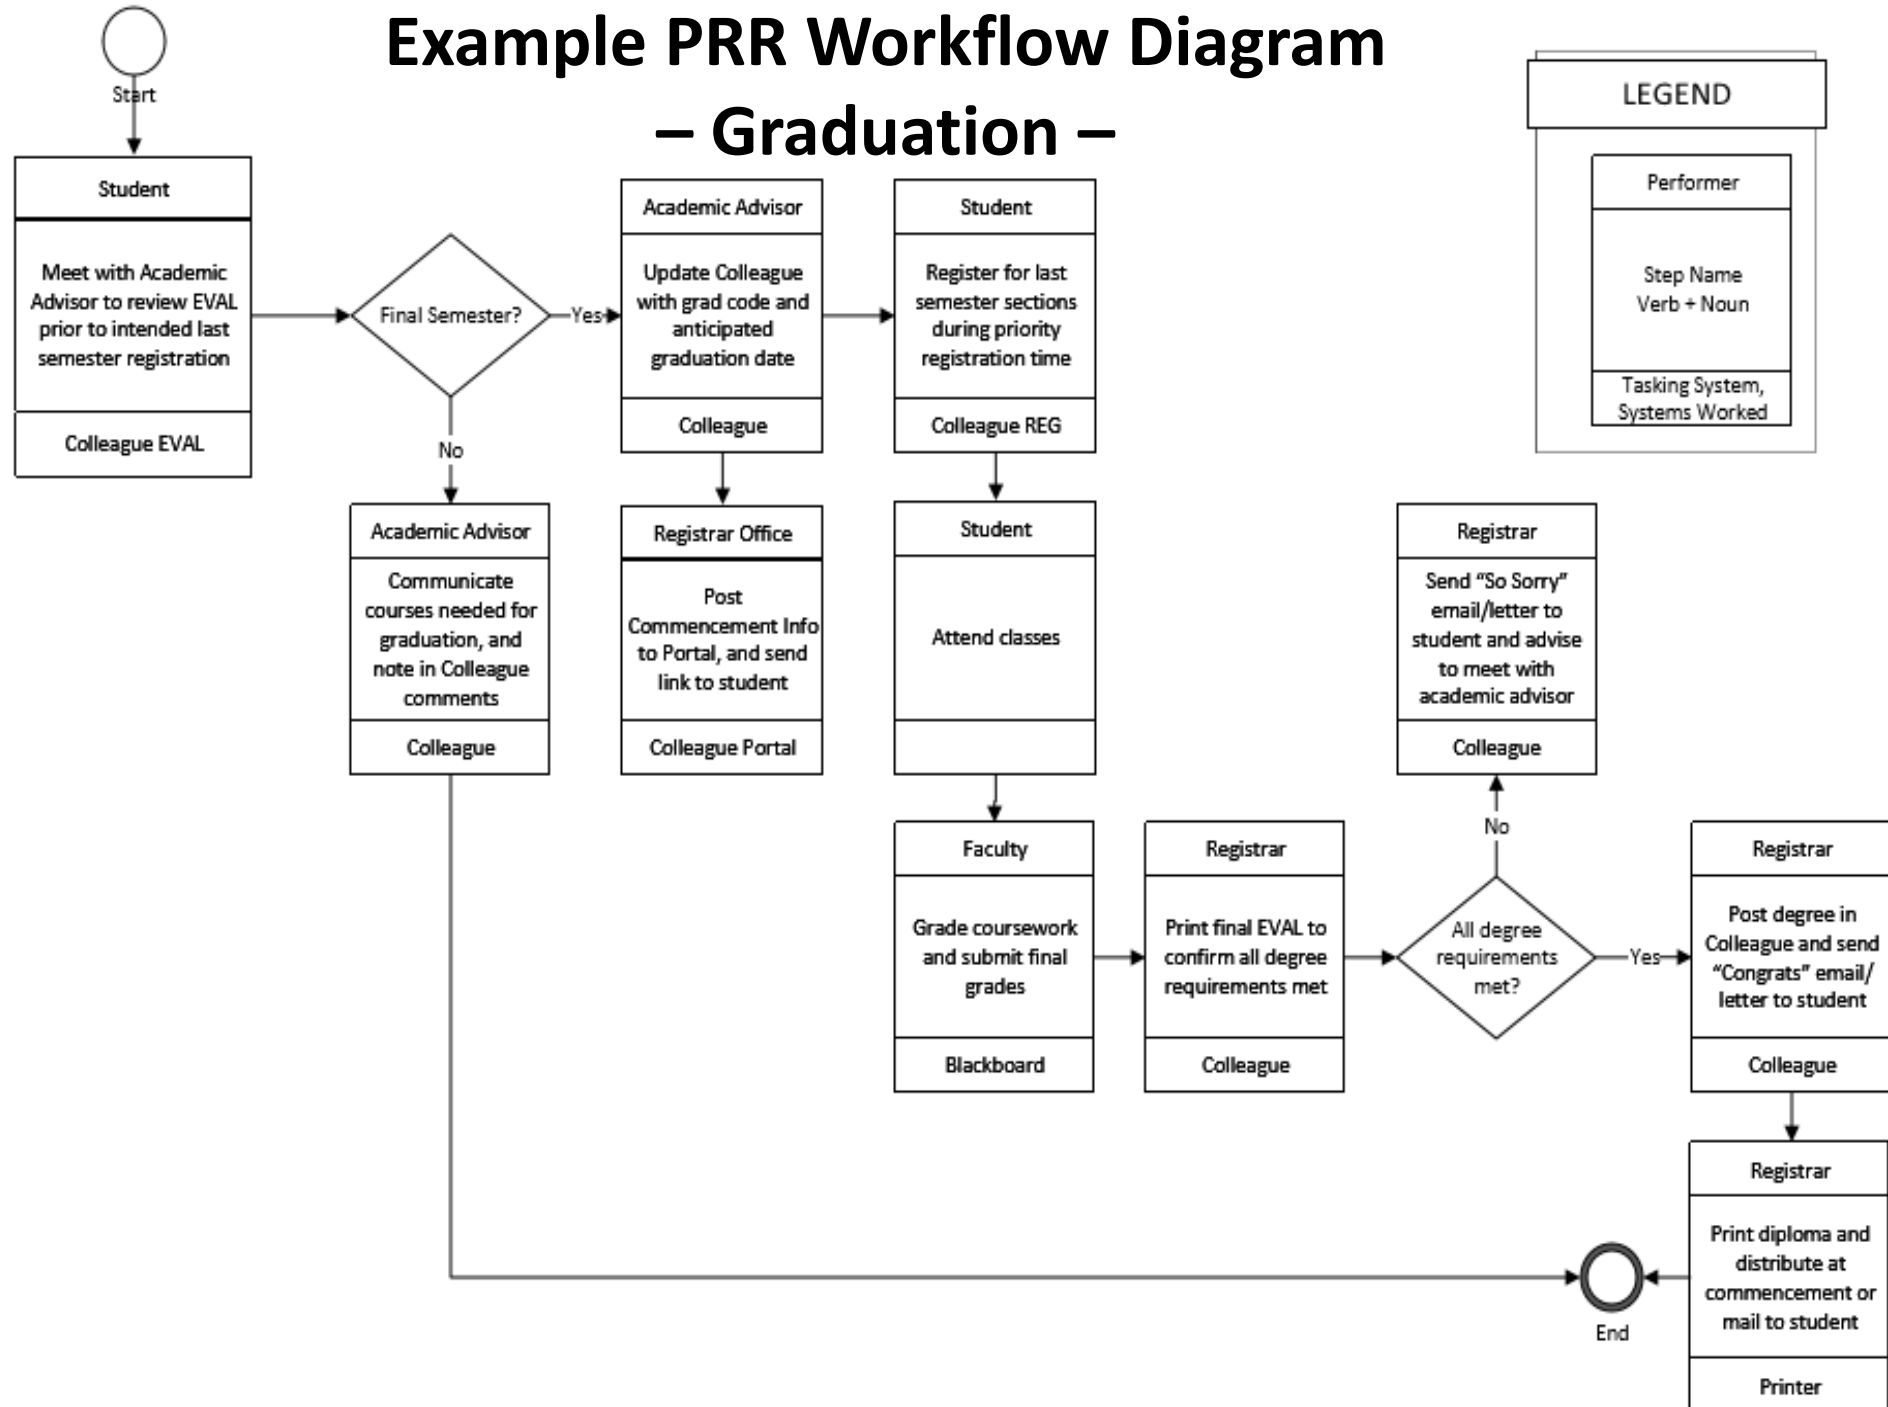 Example PRR Workflow Diagram
– Graduation –
Start
LEGEND
Performer
Step Name
Verb + Noun
Tasking System,
Systems Worked
Student
Meet with Academic
Advisor to review EVAL
prior to intended last
semester registration
Colleague EVAL
Final Semester?
Yes
No
Academic Advisor
Update Colleague
with grad code and
anticipated
graduation date
Colleague
Student
Register for last
semester sections
during priority
registration time
Colleague REG
Academic Advisor
Communicate
courses needed for
graduation, and
note in Colleague
comments
Colleague
Registrar Office
Post
Commencement Info
to Portal, and send
link to student
Colleague Portal
Student
Attend classes
Registrar
Send “So Sorry”
email/letter to
student and advise
to meet with
academic advisor
Colleague
Faculty
Grade coursework
and submit final
grades
Blackboard
Registrar
Print final EVAL to
confirm all degree
requirements met
Colleague
No
All degree
requirements
met?
Yes
Registrar
Post degree in
Colleague and send
“Congrats” email/
letter to student
Colleague
Registrar
Print diploma and
distribute at
commencement or
mail to student
Printer
End